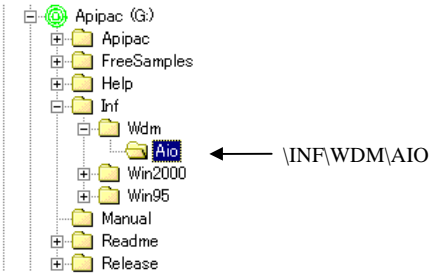 Apipac (G:)
Apipac
FreeSamples
Help
Inf
Wdm
Aio
\INF\WDM\AIO
Win2000
Win95
Manual
Readme
Release